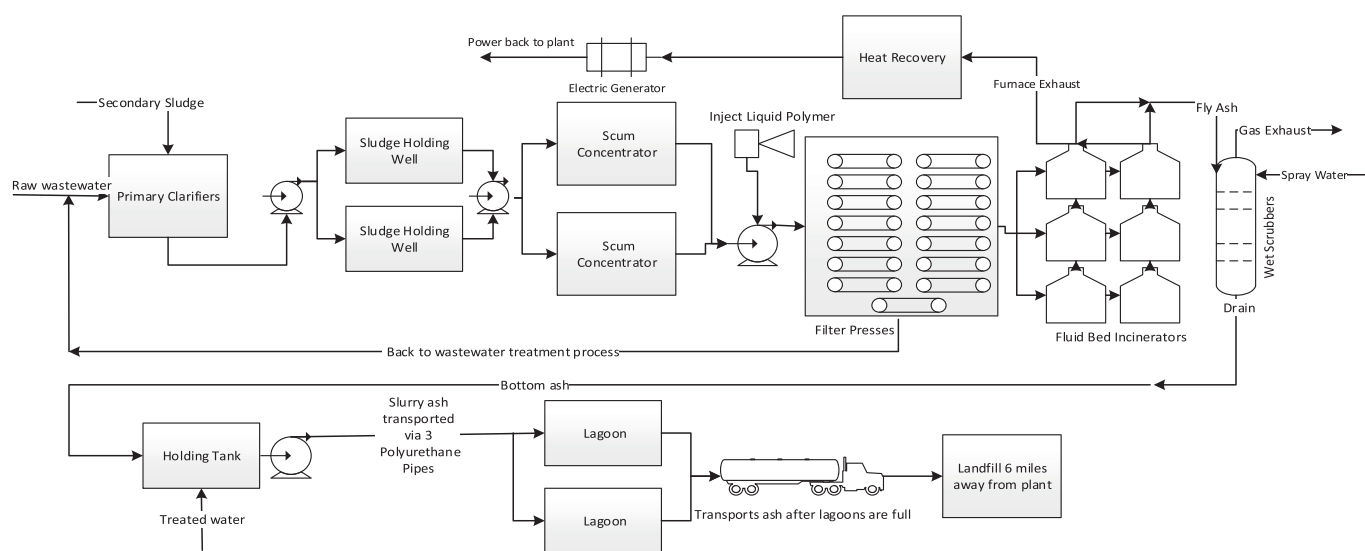 Power back to plant
Heat Recovery
Electric Generator
Furnace Exhaust
Secondary Sludge
Inject Liquid Polymer
Fly Ash
Gas Exhaust
Sludge Holding
Well
Scum
Concentrator
Raw wastewater
Primary Clarifiers
Spray Water
Sludge Holding
Well
Scum
Concentrator
Wet Scrubbers
Filter Presses
Fluid Bed Incinerators
Drain
Back to wastewater treatment process
Bottom ash
Slurry ash
transported
via 3
Polyurethane
Pipes
Holding Tank
Lagoon
Landfill 6 miles
away from plant
Treated water
Lagoon
Transports ash after lagoons are full